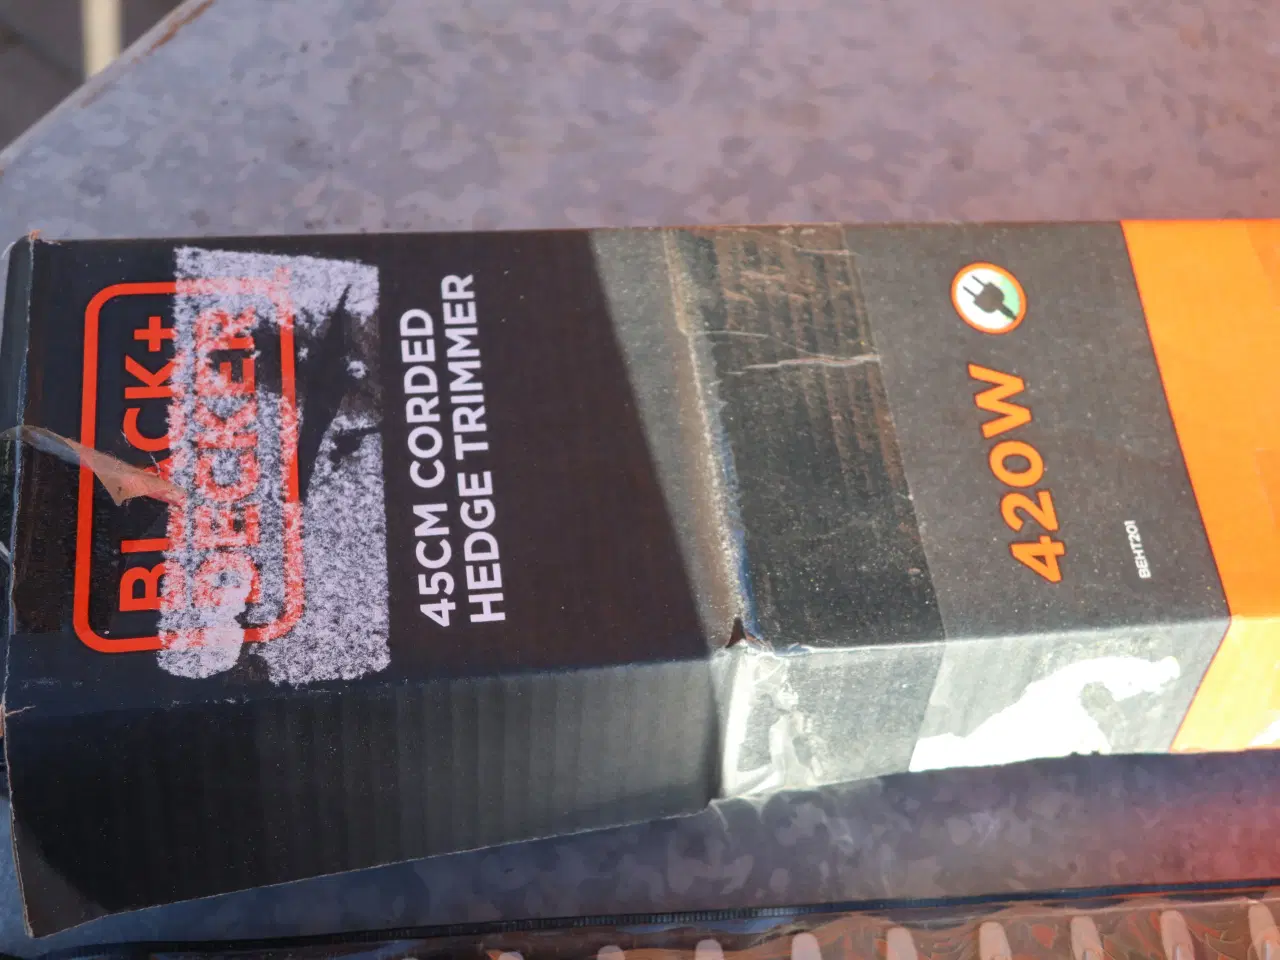 BLACK+
DECKER
45CM CORDED
HEDGE TRIMMER
420W
BEHT201